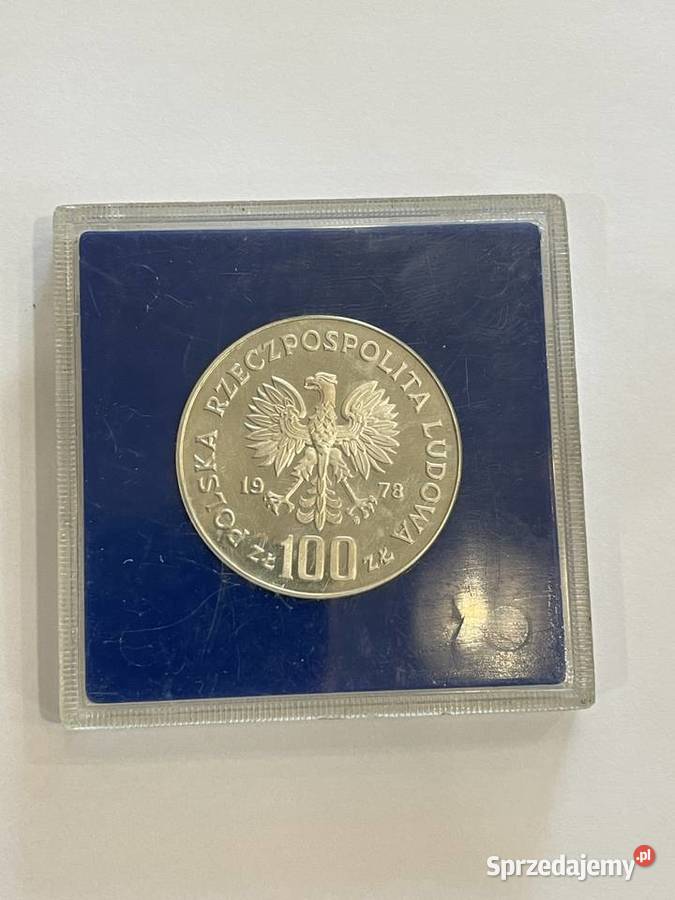 POLSKA RZECZPOSPOLITA LUDOWA
19 78
zł 100 zł
Sprzedajemy.pl